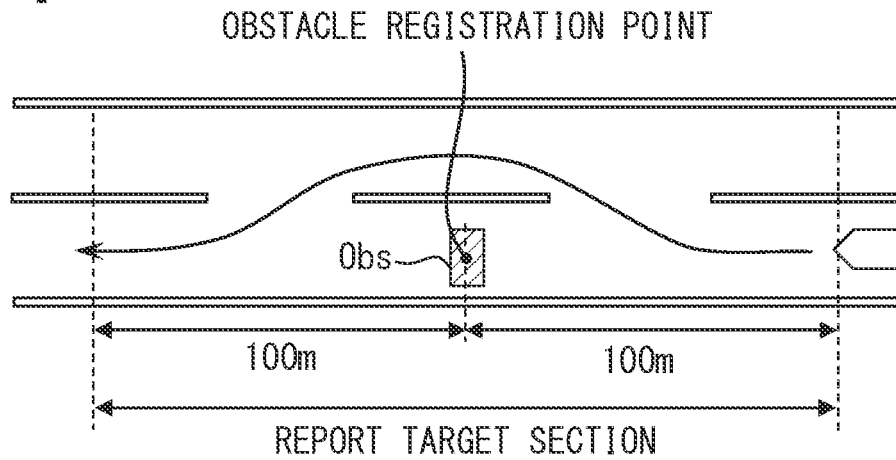 OBSTACLE REGISTRATION POINT
Obs
100m 100m
REPORT TARGET SECTION